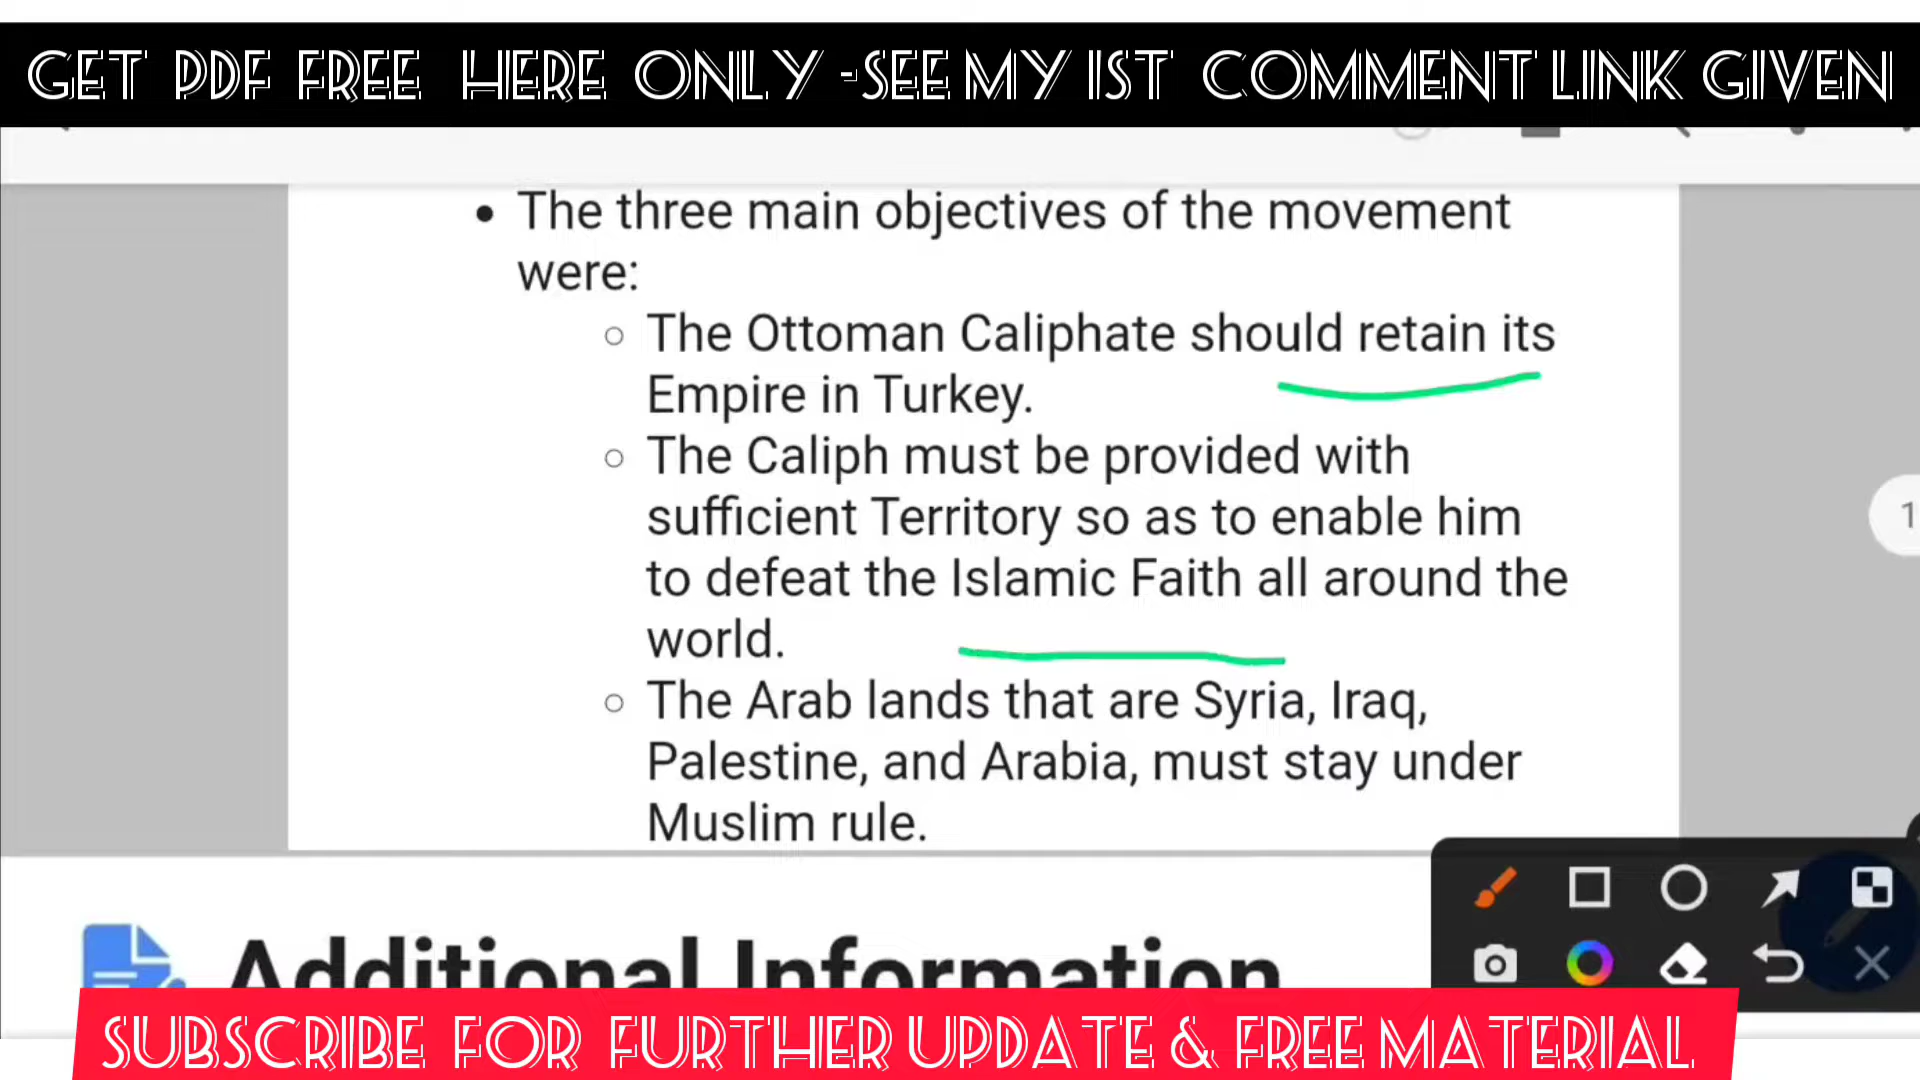 GET PDF FREE HERE ONLY -SEE MY 1ST COMMENT LINK GIVEN
• The three main objectives of the movement
were:
○ The Ottoman Caliphate should retain its
Empire in Turkey.
○ The Caliph must be provided with
sufficient Territory so as to enable him
to defeat the Islamic Faith all around the
world.
1
○ The Arab lands that are Syria, Iraq,
Palestine, and Arabia, must stay under
Muslim rule.
Additional Information
SUBSCRIBE FOR FURTHER UPDATE & FREE MATERIAL